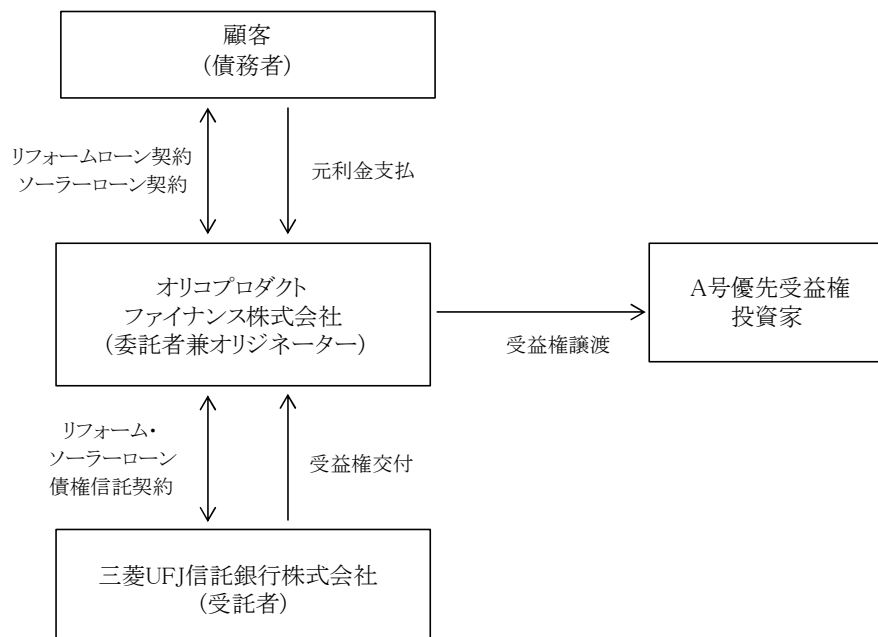 顧客
(債務者)
リフォームローン契約
ソーラーローン契約
元利金支払
オリコプロダクト
ファイナンス株式会社
(委託者兼オリジネーター)
A号優先受益権
投資家
受益権譲渡
リフォーム・
ソーラーローン
債権信託契約
受益権交付
三菱UFJ信託銀行株式会社
(受託者)